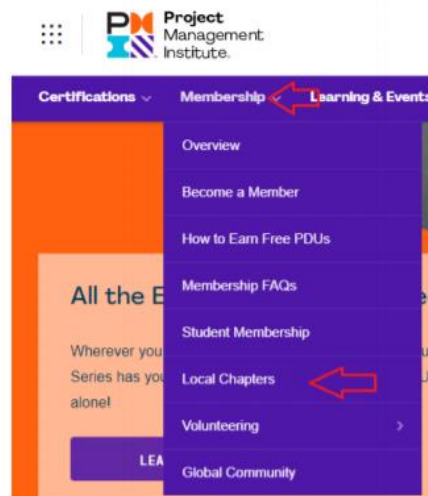 Project
Management
Institute.
Certifications Membership Learning & Events
Overview
Become a Member
How to Earn Free PDUs
Membership FAQs
All the E
Student Membership
Wherever you
Series has you
Local Chapters
alone!
Volunteering
LEA
Global Community